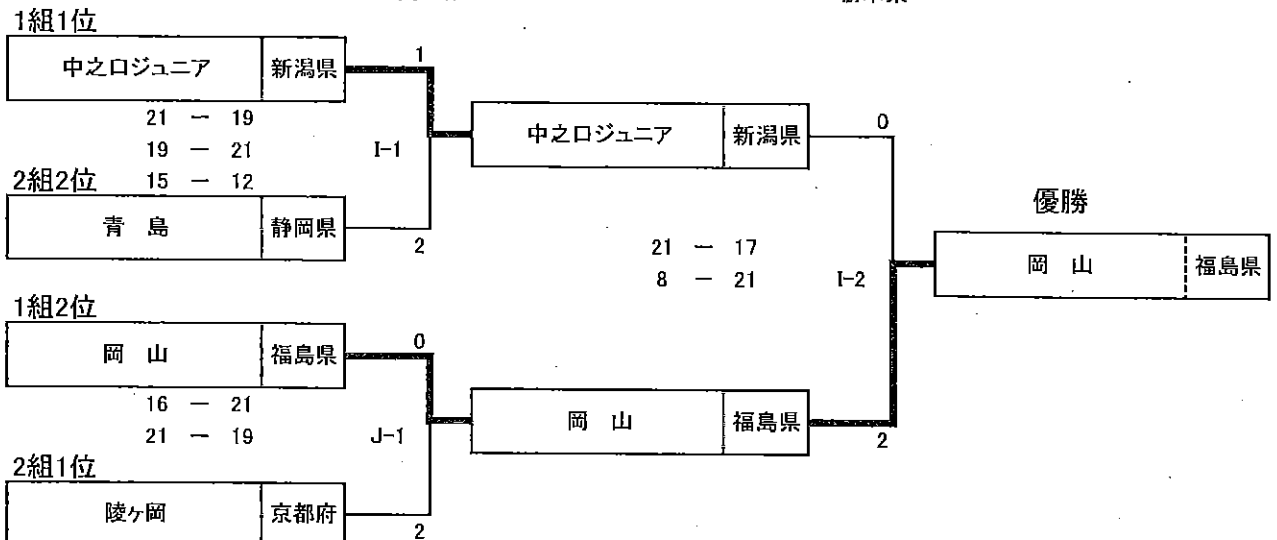 1組1位
中之口ジュニア 新潟県 1
21 － 19
19 － 21 I-1
15 － 12
2組2位
青 島 静岡県 2
中之口ジュニア 新潟県 0
21 － 17
8 － 21 I-2
優勝
岡 山 福島県
1組2位
岡 山 福島県 0
16 － 21
21 － 19 J-1
岡 山 福島県 2
2組1位
陵ヶ岡 京都府 2